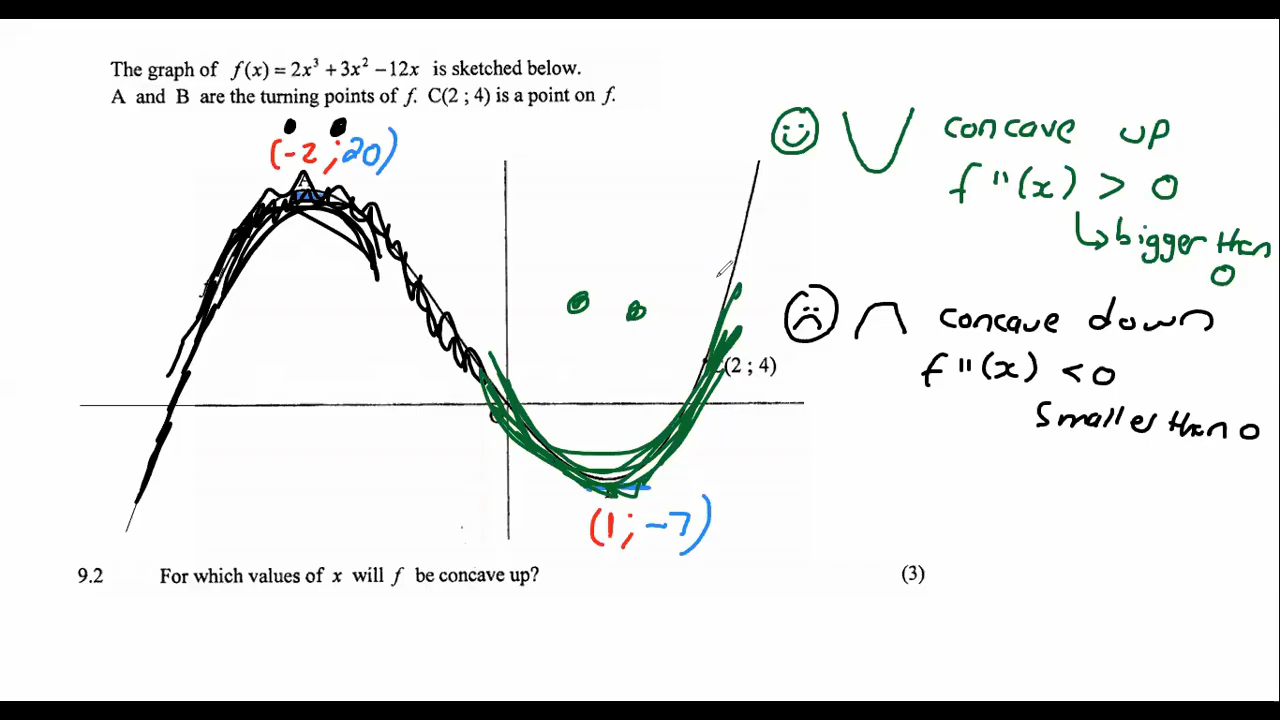 The graph of f(x) = 2x³ + 3x² − 12x is sketched below.
A and B are the turning points of f. C(2 ; 4) is a point on f.
(-2 ; 20)
concave up
f''(x) > 0
↳ bigger than
0
concave down
f''(x) < 0
smaller than 0
(2 ; 4)
(1 ; -7)
9.2 For which values of x will f be concave up? (3)